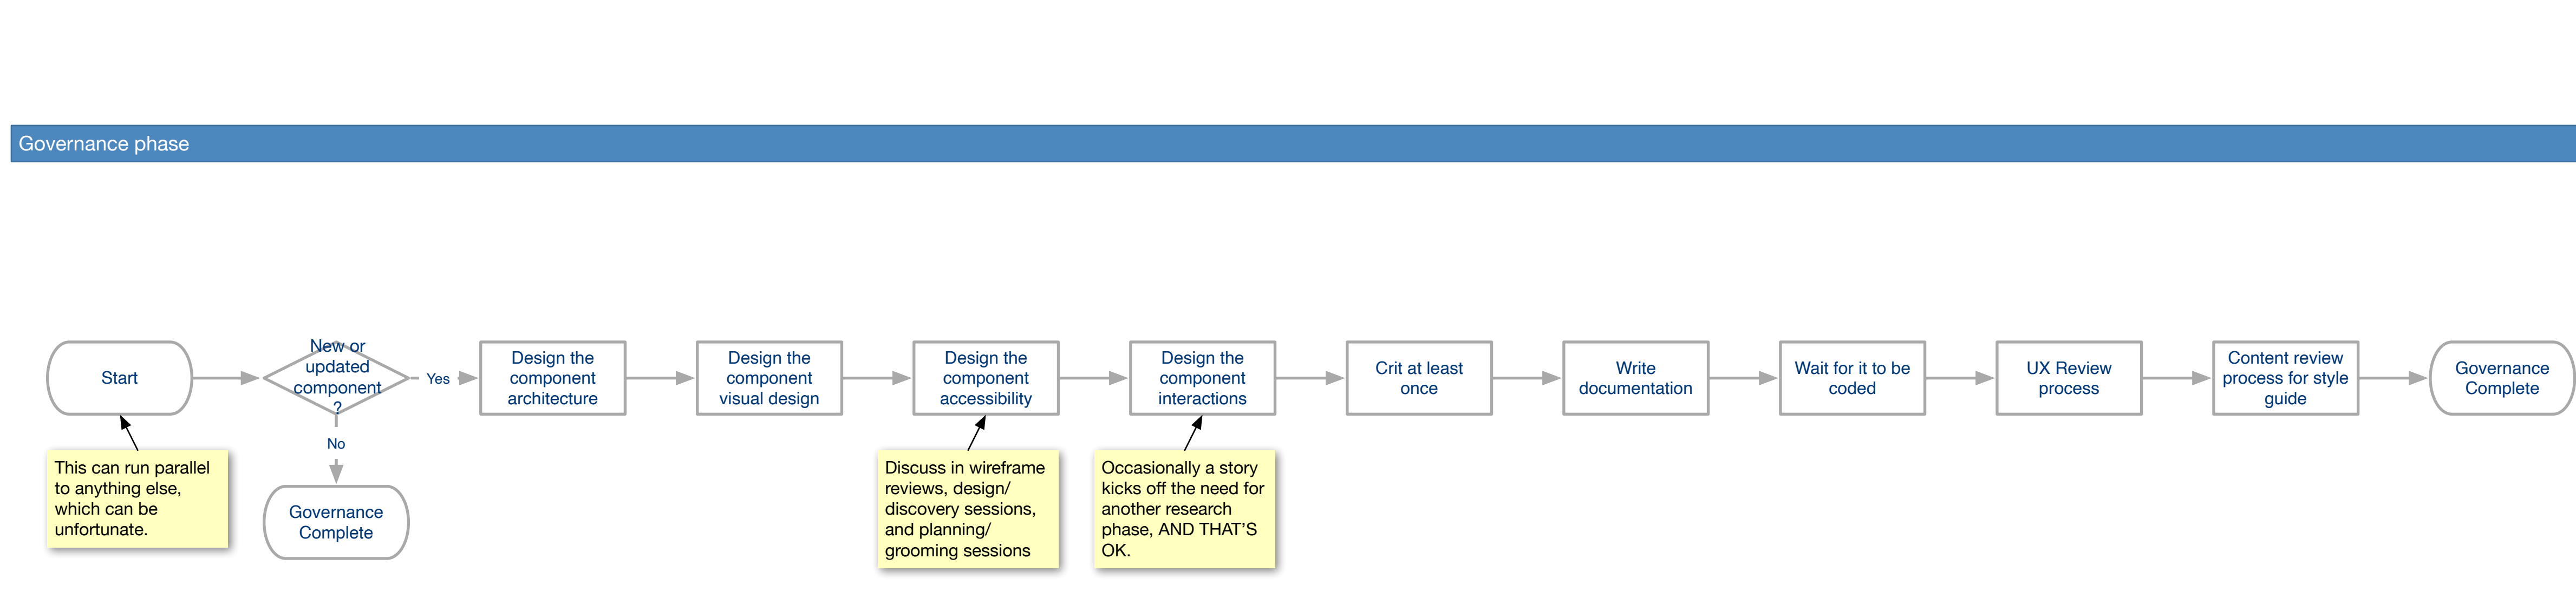 Governance phase
Start
New or
updated
component
?
Yes
No
Governance
Complete
Design the
component
architecture
Design the
component
visual design
Design the
component
accessibility
Design the
component
interactions
Crit at least
once
Write
documentation
Wait for it to be
coded
UX Review
process
Content review
process for style
guide
Governance
Complete
This can run parallel
to anything else,
which can be
unfortunate.
Discuss in wireframe
reviews, design/
discovery sessions,
and planning/
grooming sessions
Occasionally a story
kicks off the need for
another research
phase, AND THAT’S
OK.